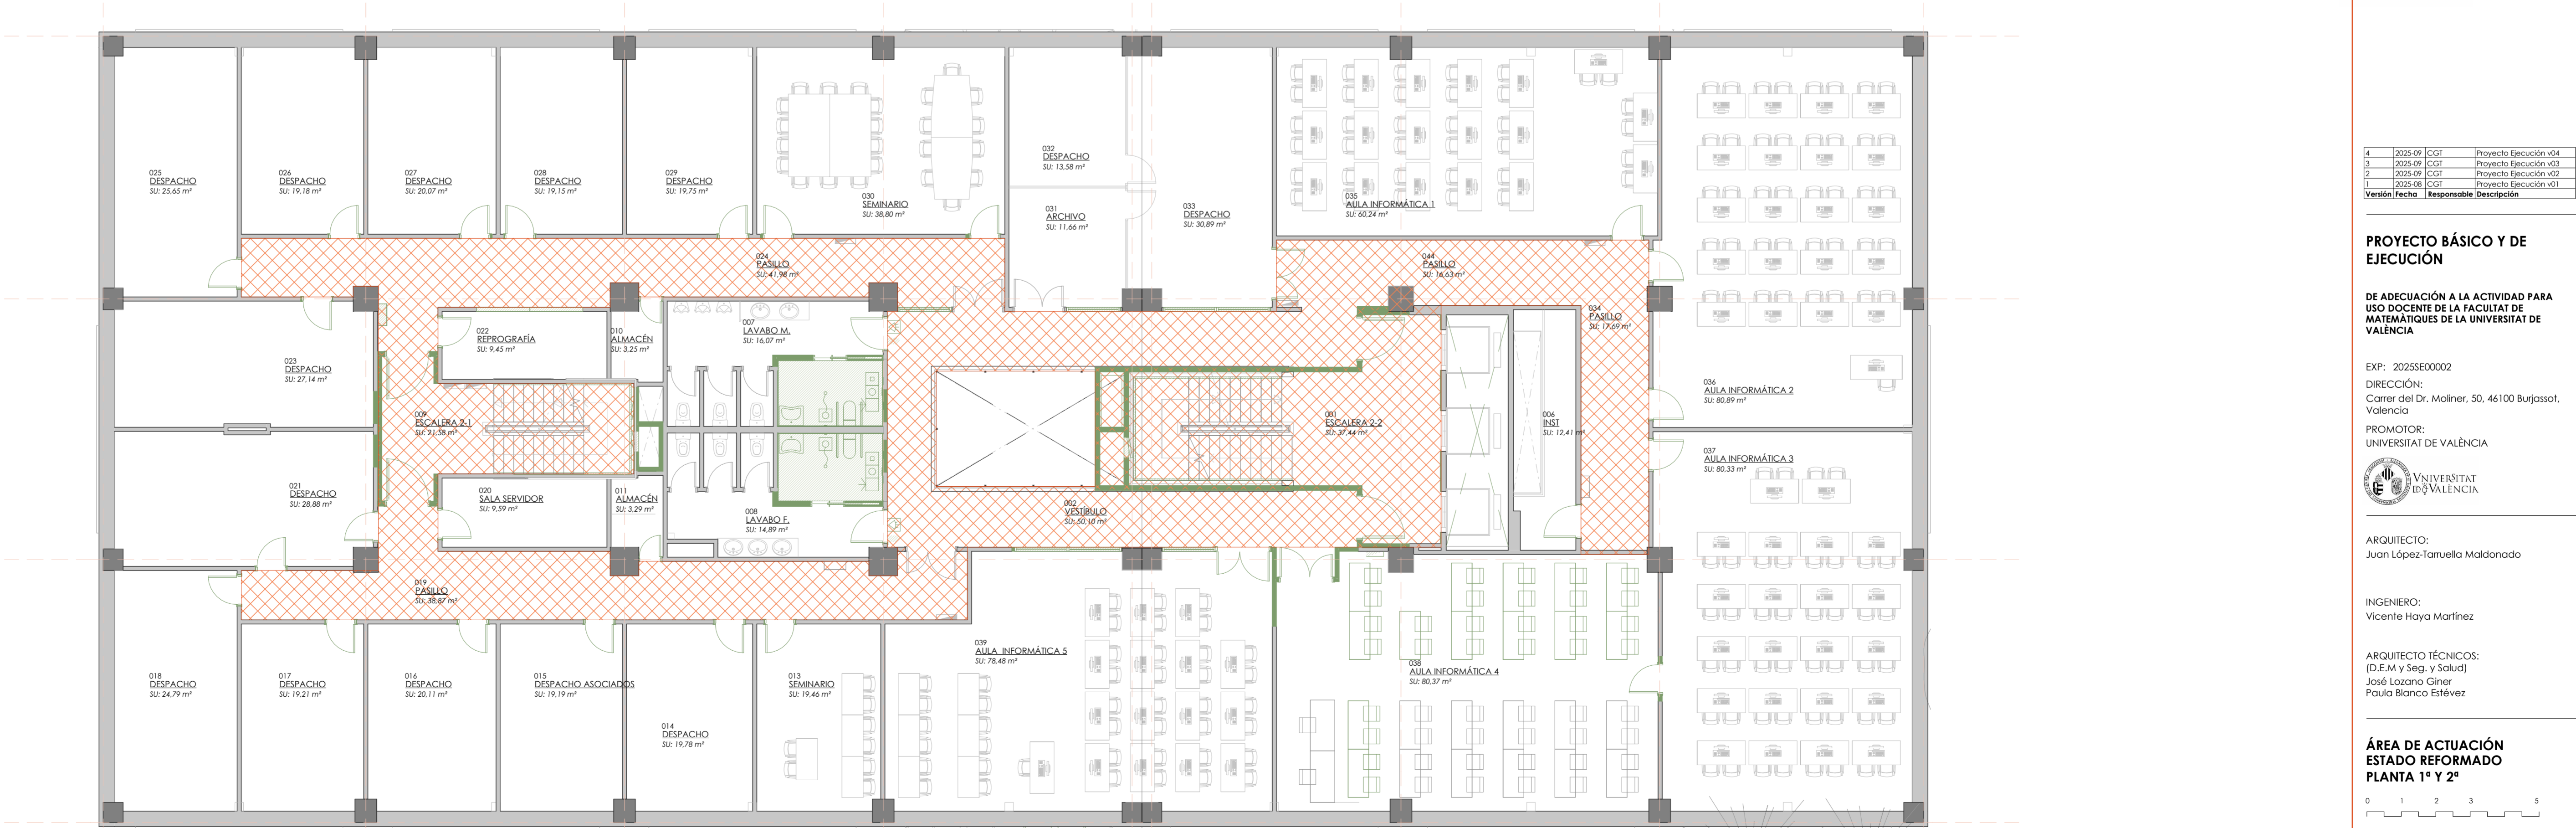 025
DESPACHO
SU: 25,65 m²
026
DESPACHO
SU: 19,18 m²
027
DESPACHO
SU: 20,07 m²
028
DESPACHO
SU: 19,15 m²
029
DESPACHO
SU: 19,75 m²
030
SEMINARIO
SU: 38,80 m²
032
DESPACHO
SU: 13,58 m²
031
ARCHIVO
SU: 11,66 m²
033
DESPACHO
SU: 30,89 m²
035
AULA INFORMÁTICA 1
SU: 60,24 m²
024
PASILLO
SU: 41,98 m²
044
PASILLO
SU: 16,63 m²
034
PASILLO
SU: 17,69 m²
022
REPROGRAFÍA
SU: 9,45 m²
010
ALMACÉN
SU: 3,25 m²
007
LAVABO M.
SU: 16,07 m²
023
DESPACHO
SU: 27,14 m²
009
ESCALERA 2-1
SU: 21,58 m²
001
ESCALERA 2-2
SU: 37,44 m²
006
INST
SU: 12,41 m²
036
AULA INFORMÁTICA 2
SU: 80,89 m²
037
AULA INFORMÁTICA 3
SU: 80,33 m²
021
DESPACHO
SU: 28,88 m²
020
SALA SERVIDOR
SU: 9,59 m²
011
ALMACÉN
SU: 3,29 m²
008
LAVABO F.
SU: 14,89 m²
002
VESTÍBULO
SU: 50,10 m²
019
PASILLO
SU: 38,87 m²
018
DESPACHO
SU: 24,79 m²
017
DESPACHO
SU: 19,21 m²
016
DESPACHO
SU: 20,11 m²
015
DESPACHO ASOCIADOS
SU: 19,19 m²
014
DESPACHO
SU: 19,78 m²
013
SEMINARIO
SU: 19,46 m²
039
AULA INFORMÁTICA 5
SU: 78,48 m²
038
AULA INFORMÁTICA 4
SU: 80,37 m²
4 2025-09 CGT Proyecto Ejecución v04
3 2025-09 CGT Proyecto Ejecución v03
2 2025-09 CGT Proyecto Ejecución v02
1 2025-08 CGT Proyecto Ejecución v01
Versión Fecha Responsable Descripción
PROYECTO BÁSICO Y DE
EJECUCIÓN
DE ADECUACIÓN A LA ACTIVIDAD PARA
USO DOCENTE DE LA FACULTAT DE
MATEMÀTIQUES DE LA UNIVERSITAT DE
VALÈNCIA
EXP: 2025SE00002
DIRECCIÓN:
Carrer del Dr. Moliner, 50, 46100 Burjassot,
Valencia
PROMOTOR:
UNIVERSITAT DE VALÈNCIA
VNIVERSITAT
ID VALÈNCIA
ARQUITECTO:
Juan López-Tarruella Maldonado
INGENIERO:
Vicente Haya Martínez
ARQUITECTO TÉCNICOS:
(D.E.M y Seg. y Salud)
José Lozano Giner
Paula Blanco Estévez
ÁREA DE ACTUACIÓN
ESTADO REFORMADO
PLANTA 1ª Y 2ª
0 1 2 3 5